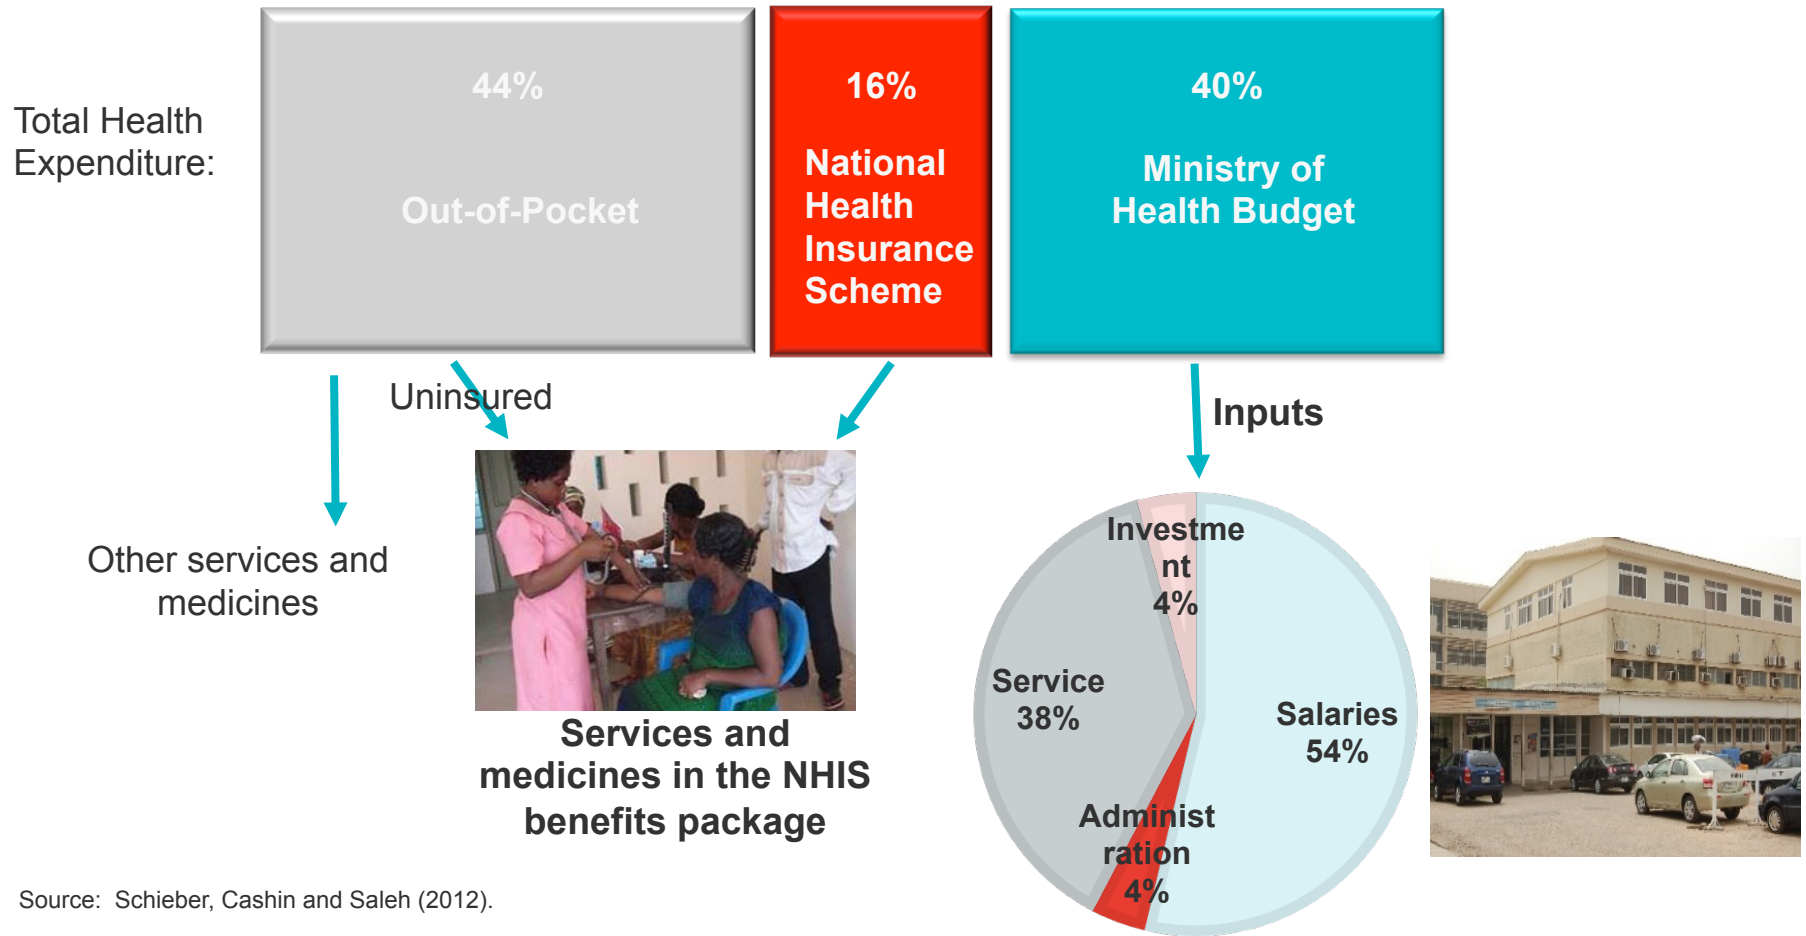 Total Health
Expenditure:
44%
Out-of-Pocket
16%
National
Health
Insurance
Scheme
40%
Ministry of
Health Budget
Uninsured
Inputs
Other services and
medicines
Services and
medicines in the NHIS
benefits package
Investme
nt
4%
Service
38%
Salaries
54%
Administ
ration
4%
Source: Schieber, Cashin and Saleh (2012).